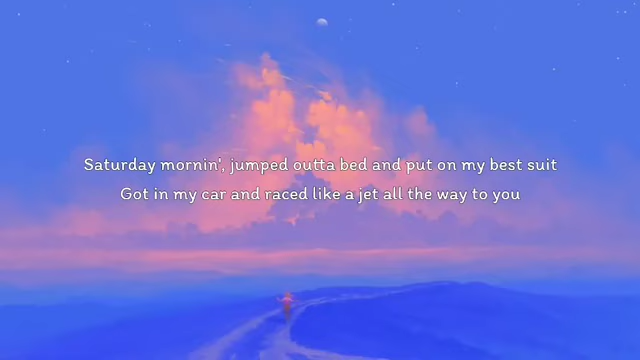 Saturday mornin', jumped outta bed and put on my best suit
Got in my car and raced like a jet all the way to you